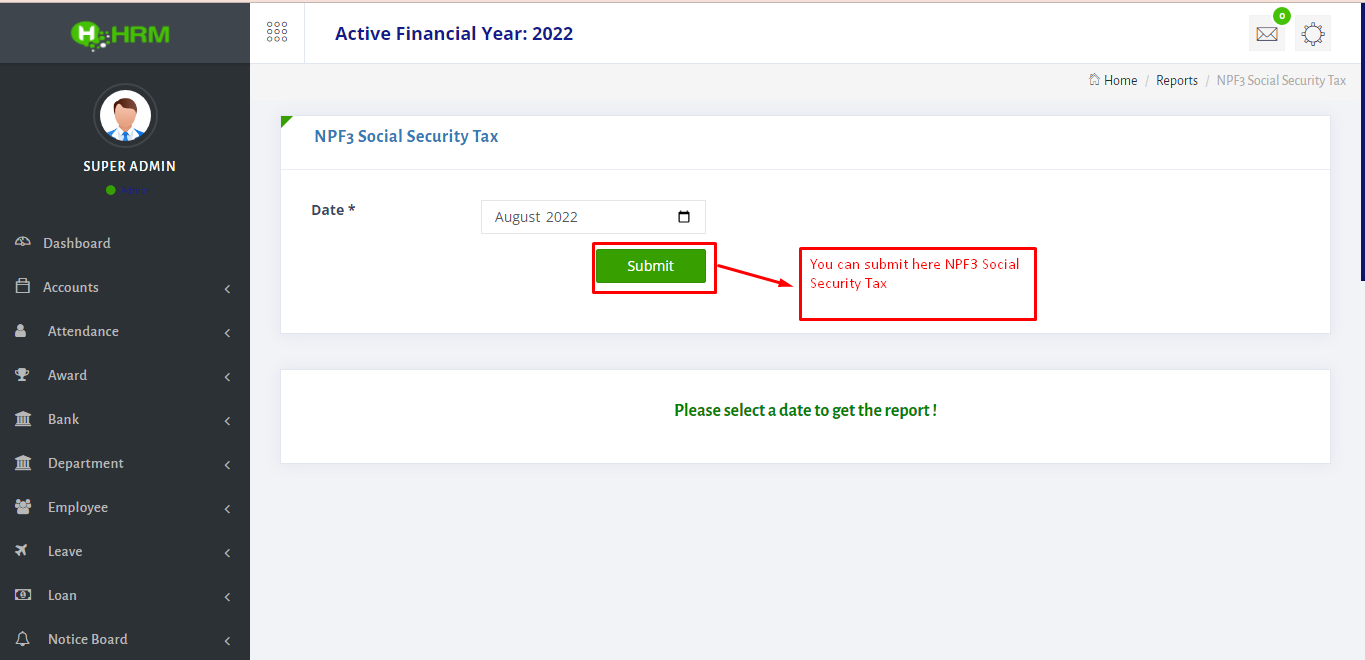 HRM
Active Financial Year: 2022
0
Home / Reports / NPF3 Social Security Tax
SUPER ADMIN
NPF3 Social Security Tax
Date *
August 2022
Submit
You can submit here NPF3 Social
Security Tax
Please select a date to get the report !
Dashboard
Accounts
Attendance
Award
Bank
Department
Employee
Leave
Loan
Notice Board